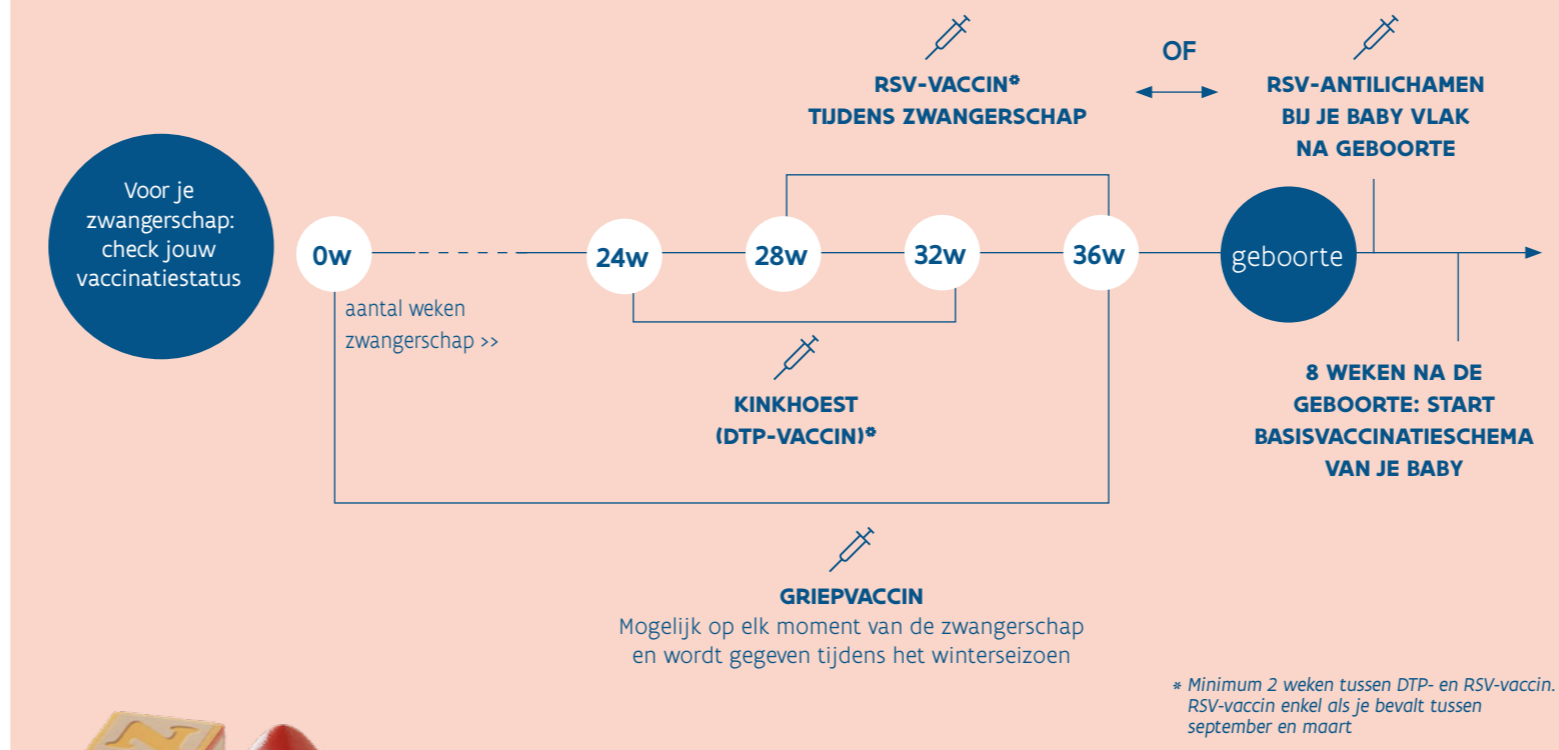 RSV-VACCIN*
TIJDENS ZWANGERSCHAP
OF
RSV-ANTILICHAMEN
BIJ JE BABY VLAK
NA GEBOORTE
Voor je
zwangerschap:
check jouw
vaccinatiestatus
0w
24w
28w
32w
36w
geboorte
aantal weken
zwangerschap >>
KINKHOEST
(DTP-VACCIN)*
8 WEKEN NA DE
GEBOORTE: START
BASISVACCINATIESCHEMA
VAN JE BABY
GRIEPVACCIN
Mogelijk op elk moment van de zwangerschap
en wordt gegeven tijdens het winterseizoen
* Minimum 2 weken tussen DTP- en RSV-vaccin.
RSV-vaccin enkel als je bevalt tussen
september en maart